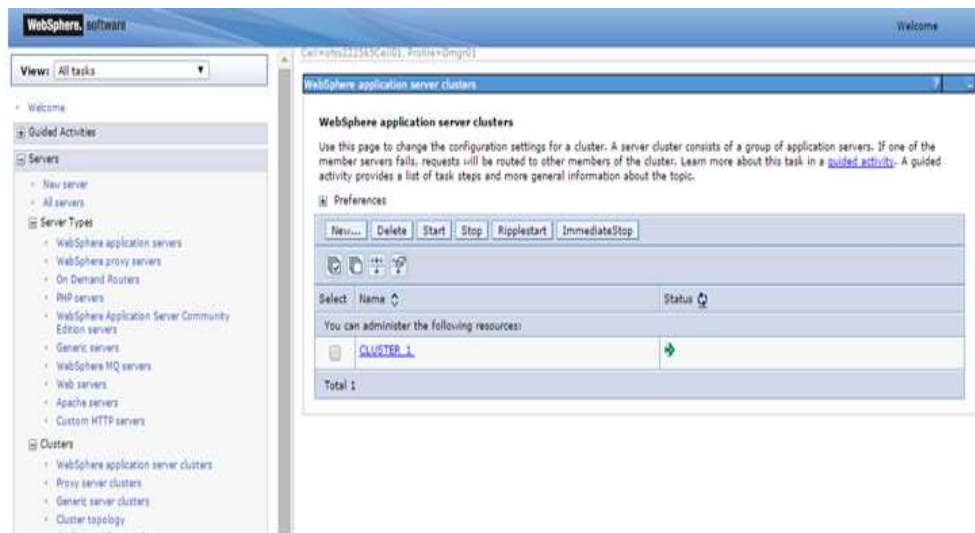 WebSphere. software
Welcome
View: All tasks
Welcome
Guided Activities
Servers
New server
All servers
Server Types
WebSphere application servers
WebSphere proxy servers
On Demand Routers
PHP servers
WebSphere Application Server Community
Edition servers
Generic servers
WebSphere MQ servers
Web servers
Apache servers
Custom HTTP servers
Clusters
WebSphere application server clusters
Proxy server clusters
Generic server clusters
Cluster topology
Profile=Dmgr01
WebSphere application server clusters
?
-
WebSphere application server clusters
Use this page to change the configuration settings for a cluster. A server cluster consists of a group of application servers. If one of the
member servers fails, requests will be routed to other members of the cluster. Learn more about this task in a guided activity. A guided
activity provides a list of task steps and more general information about the topic.
Preferences
New... Delete Start Stop Ripplestart ImmediateStop
Select Name Status
You can administer the following resources:
CLUSTER_1
Total 1